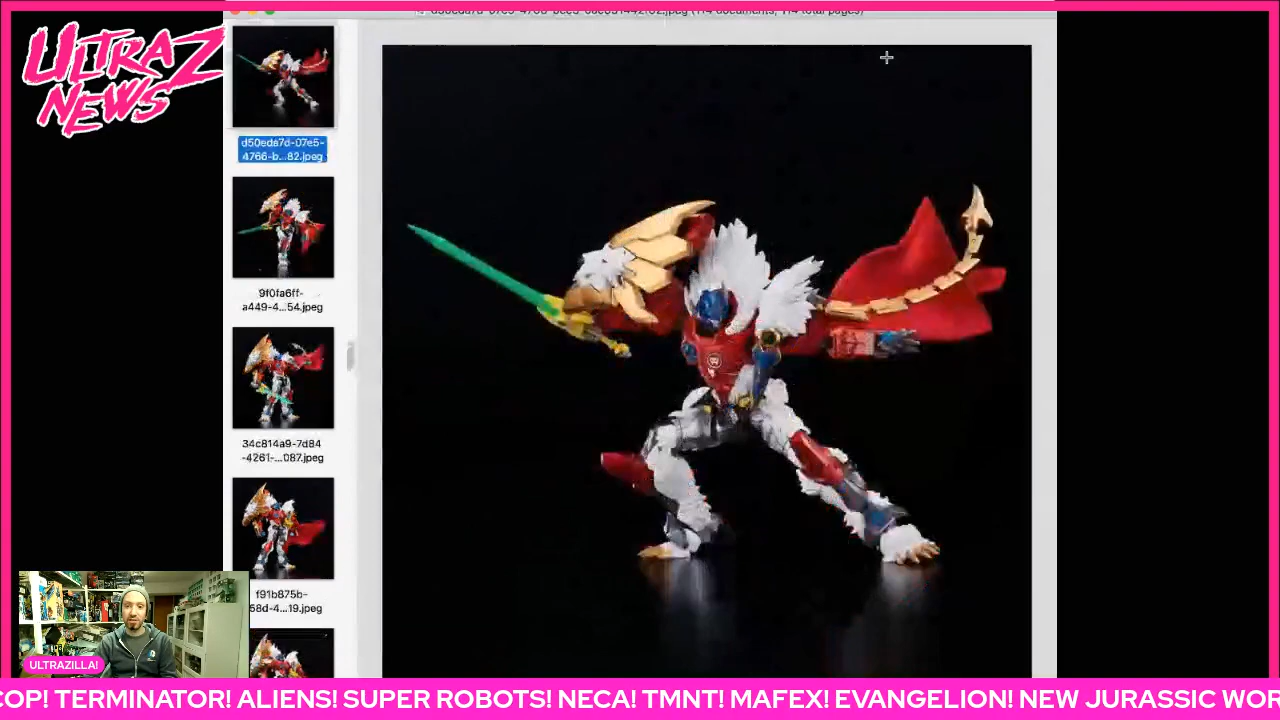 ULTRAZ
NEWS
d50eda7d-07e5-
4766-b...82.jpeg
9f0fa6ff-
a449-4...54.jpeg
34c814a9-7d84
-4261-...087.jpeg
f91b875b-
58d-4...19.jpeg
ULTRAZILLA!
COP! TERMINATOR! ALIENS! SUPER ROBOTS! NECA! TMNT! MAFEX! EVANGELION! NEW JURASSIC WOR